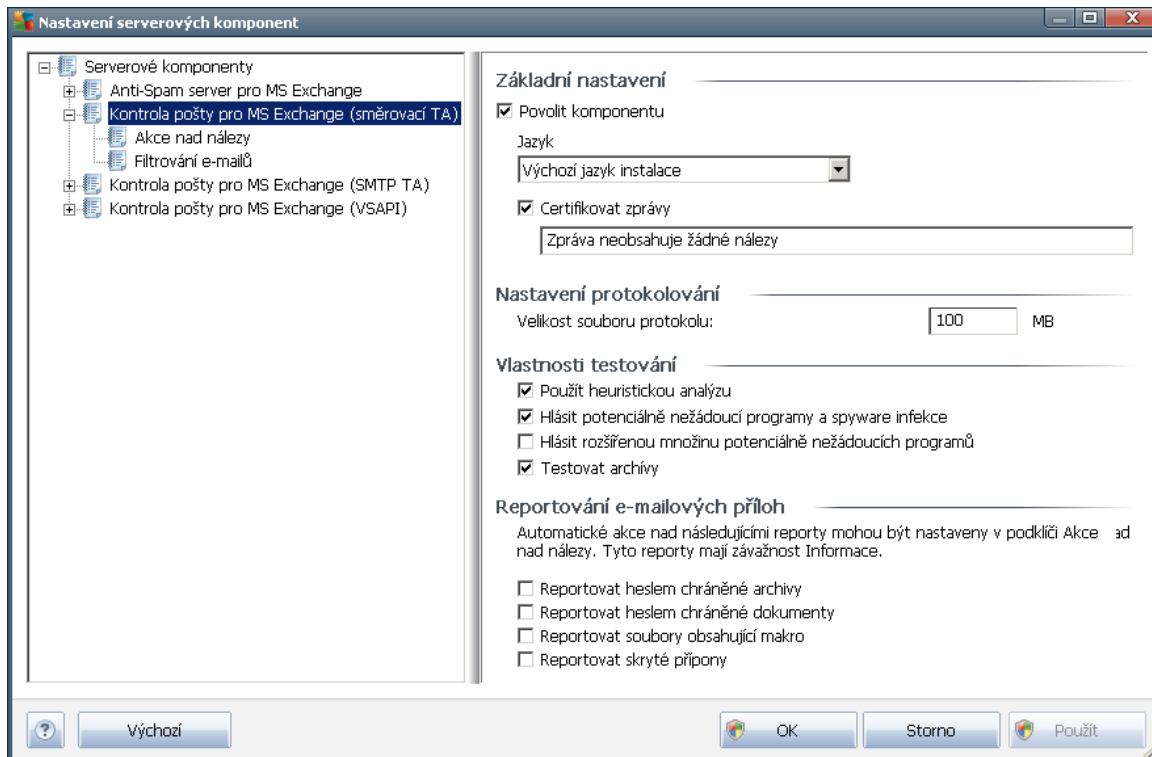 Nastavení serverových komponent
Serverové komponenty
Anti-Spam server pro MS Exchange
Kontrola pošty pro MS Exchange (směrovací TA)
Akce nad nálezy
Filtrování e-mailů
Kontrola pošty pro MS Exchange (SMTP TA)
Kontrola pošty pro MS Exchange (VSAPI)
Základní nastavení
Povolit komponentu
Jazyk
Výchozí jazyk instalace
Certifikovat zprávy
Zpráva neobsahuje žádné nálezy
Nastavení protokolování
Velikost souboru protokolu: 100 MB
Vlastnosti testování
Použít heuristickou analýzu
Hlásit potenciálně nežádoucí programy a spyware infekce
Hlásit rozšířenou množinu potenciálně nežádoucích programů
Testovat archívy
Reportování e-mailových příloh
Automatické akce nad následujícími reporty mohou být nastaveny v podklíči Akce ad
nad nálezy. Tyto reporty mají závažnost Informace.
Reportovat heslem chráněné archivy
Reportovat heslem chráněné dokumenty
Reportovat soubory obsahující makro
Reportovat skryté přípony
? Výchozí OK Storno Použít